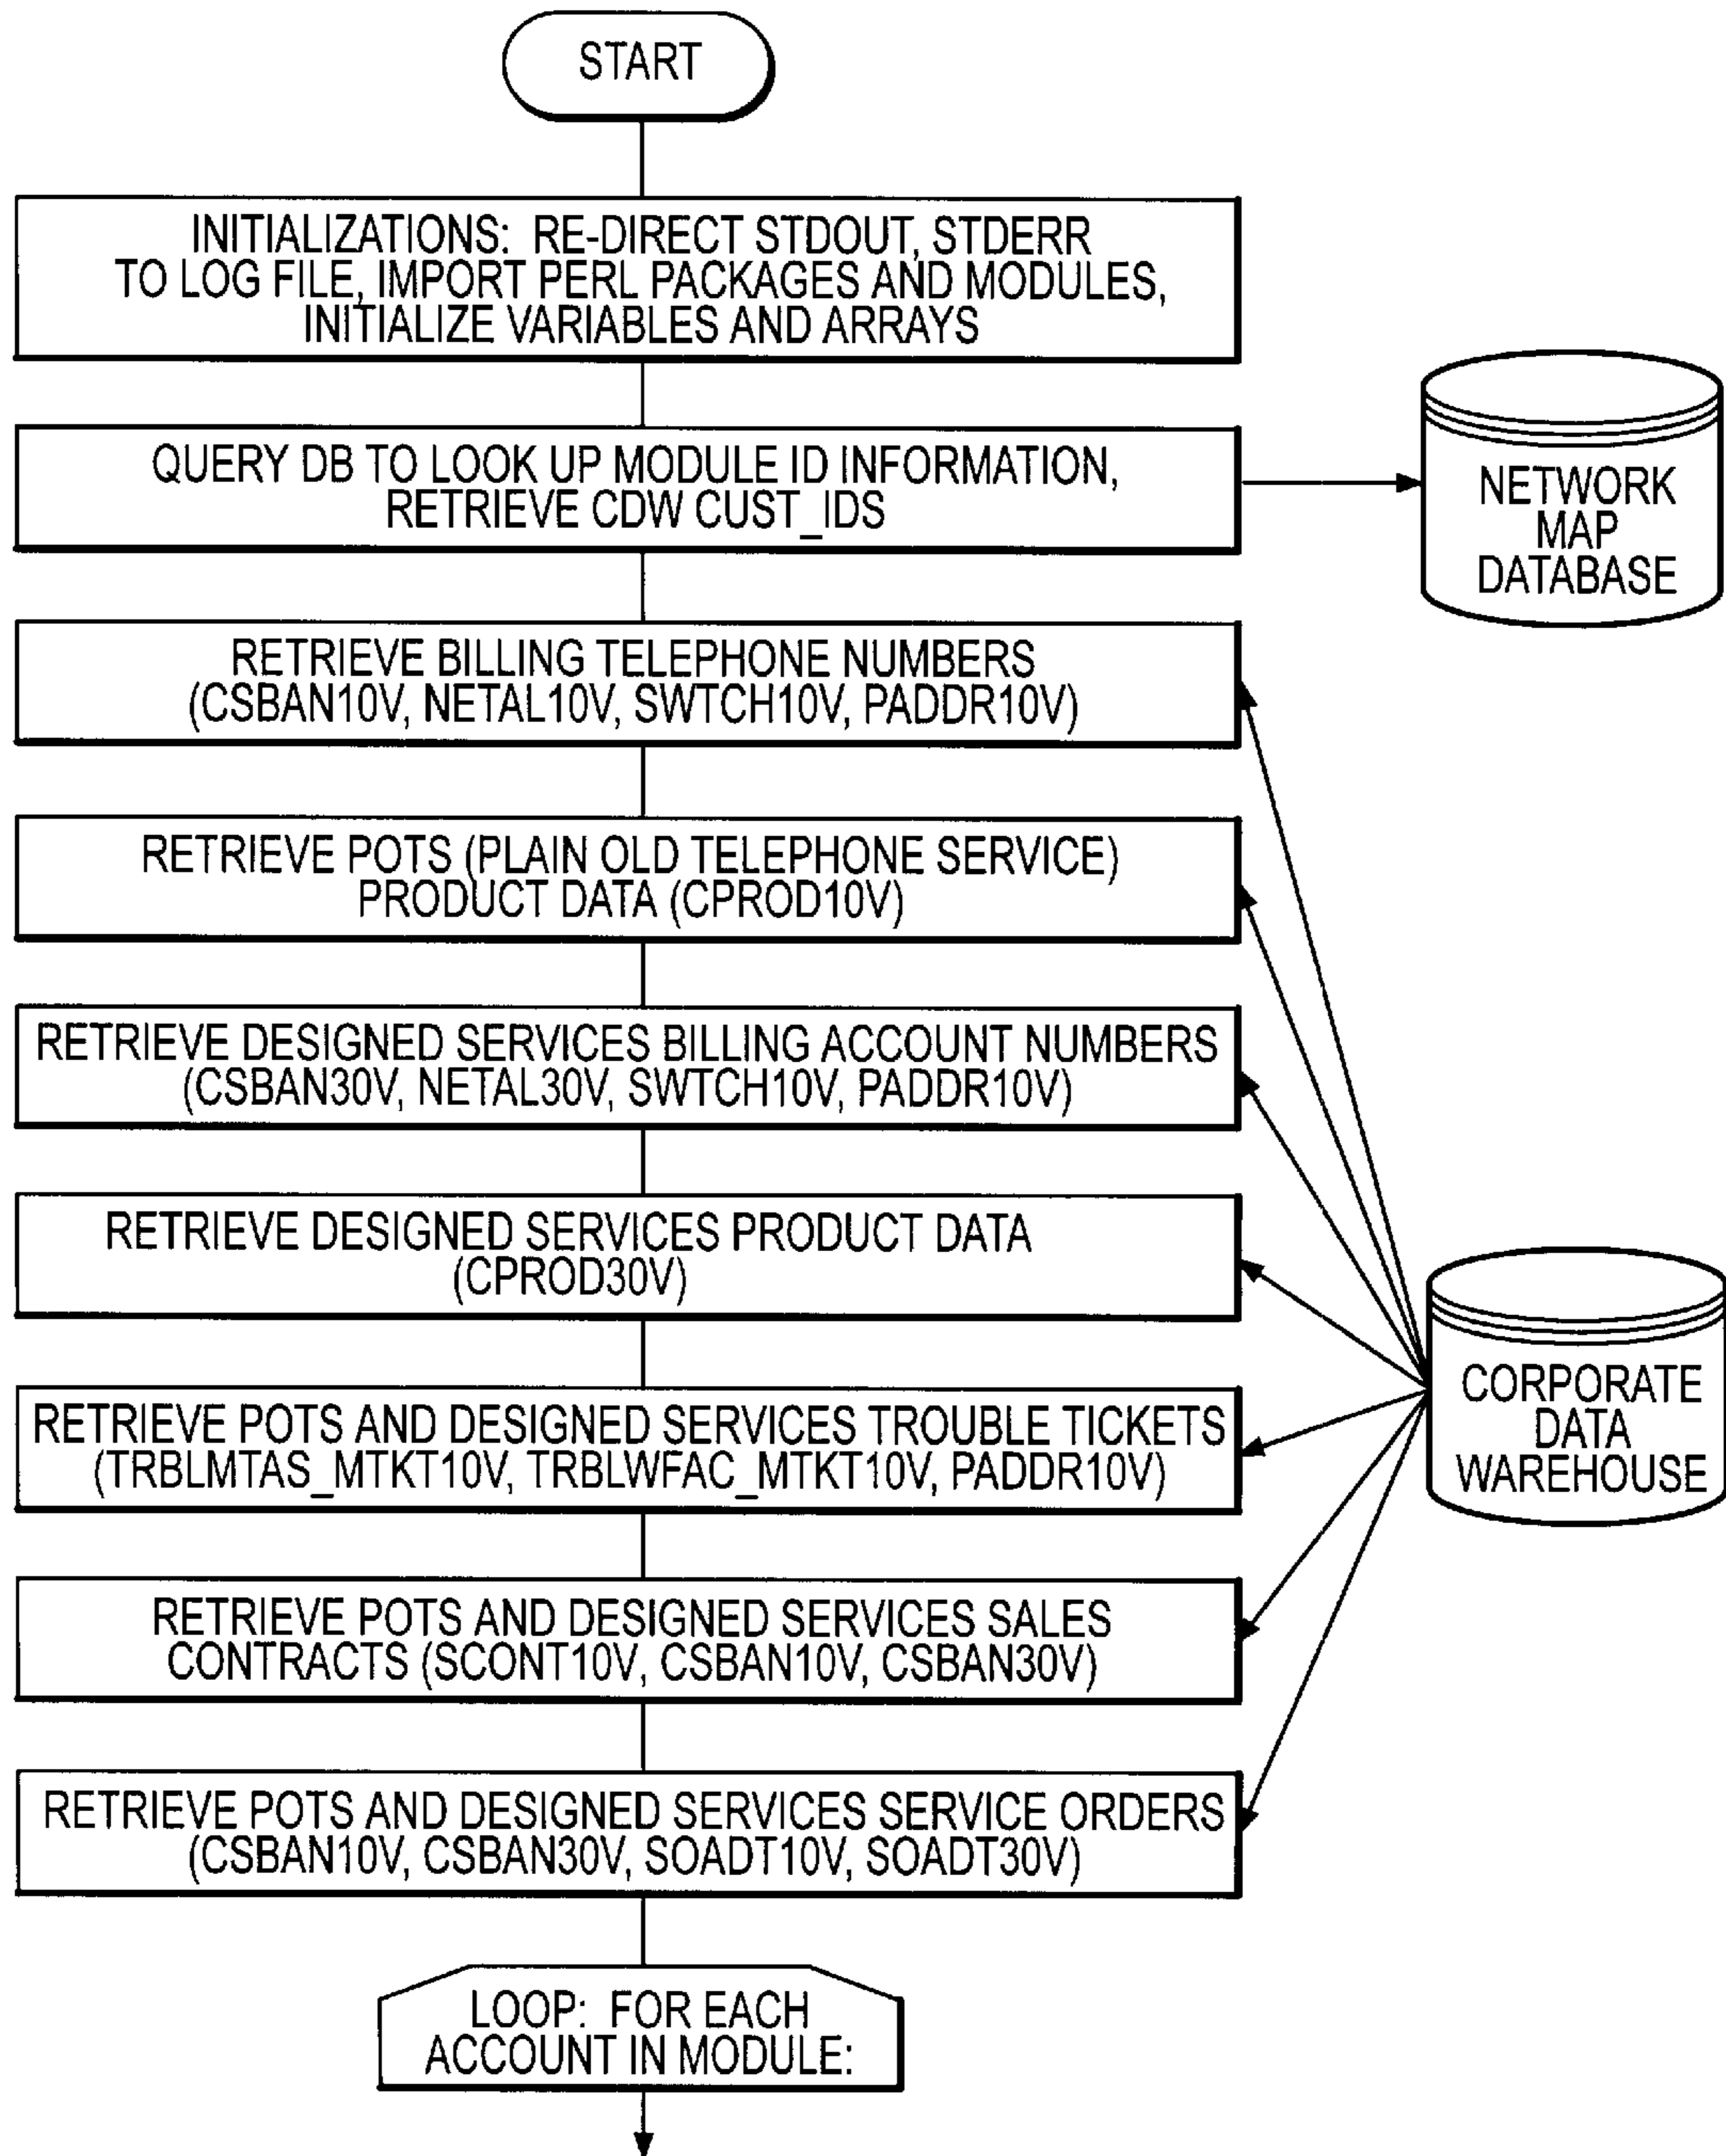 START
INITIALIZATIONS: RE-DIRECT STDOUT, STDERR
TO LOG FILE, IMPORT PERL PACKAGES AND MODULES,
INITIALIZE VARIABLES AND ARRAYS
QUERY DB TO LOOK UP MODULE ID INFORMATION,
RETRIEVE CDW CUST_IDS
NETWORK
MAP
DATABASE
RETRIEVE BILLING TELEPHONE NUMBERS
(CSBAN10V, NETAL10V, SWTCH10V, PADDR10V)
RETRIEVE POTS (PLAIN OLD TELEPHONE SERVICE)
PRODUCT DATA (CPROD10V)
RETRIEVE DESIGNED SERVICES BILLING ACCOUNT NUMBERS
(CSBAN30V, NETAL30V, SWTCH10V, PADDR10V)
RETRIEVE DESIGNED SERVICES PRODUCT DATA
(CPROD30V)
RETRIEVE POTS AND DESIGNED SERVICES TROUBLE TICKETS
(TRBLMTAS_MTKT10V, TRBLWFAC_MTKT10V, PADDR10V)
CORPORATE
DATA
WAREHOUSE
RETRIEVE POTS AND DESIGNED SERVICES SALES
CONTRACTS (SCONT10V, CSBAN10V, CSBAN30V)
RETRIEVE POTS AND DESIGNED SERVICES SERVICE ORDERS
(CSBAN10V, CSBAN30V, SOADT10V, SOADT30V)
LOOP: FOR EACH
ACCOUNT IN MODULE: